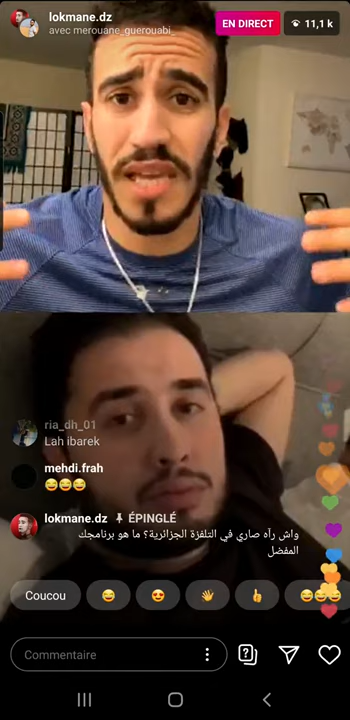 lokmane.dz
avec merouane_guerouabi_
EN DIRECT
11,1 k
ria_dh_01
Lah ibarek
mehdi.frah
😂😂😂
lokmane.dz ÉPINGLÉ
واش رآه صاري في التلفزة الجزائرية؟ ما هو برنامجك
المفضل
Coucou
Commentaire